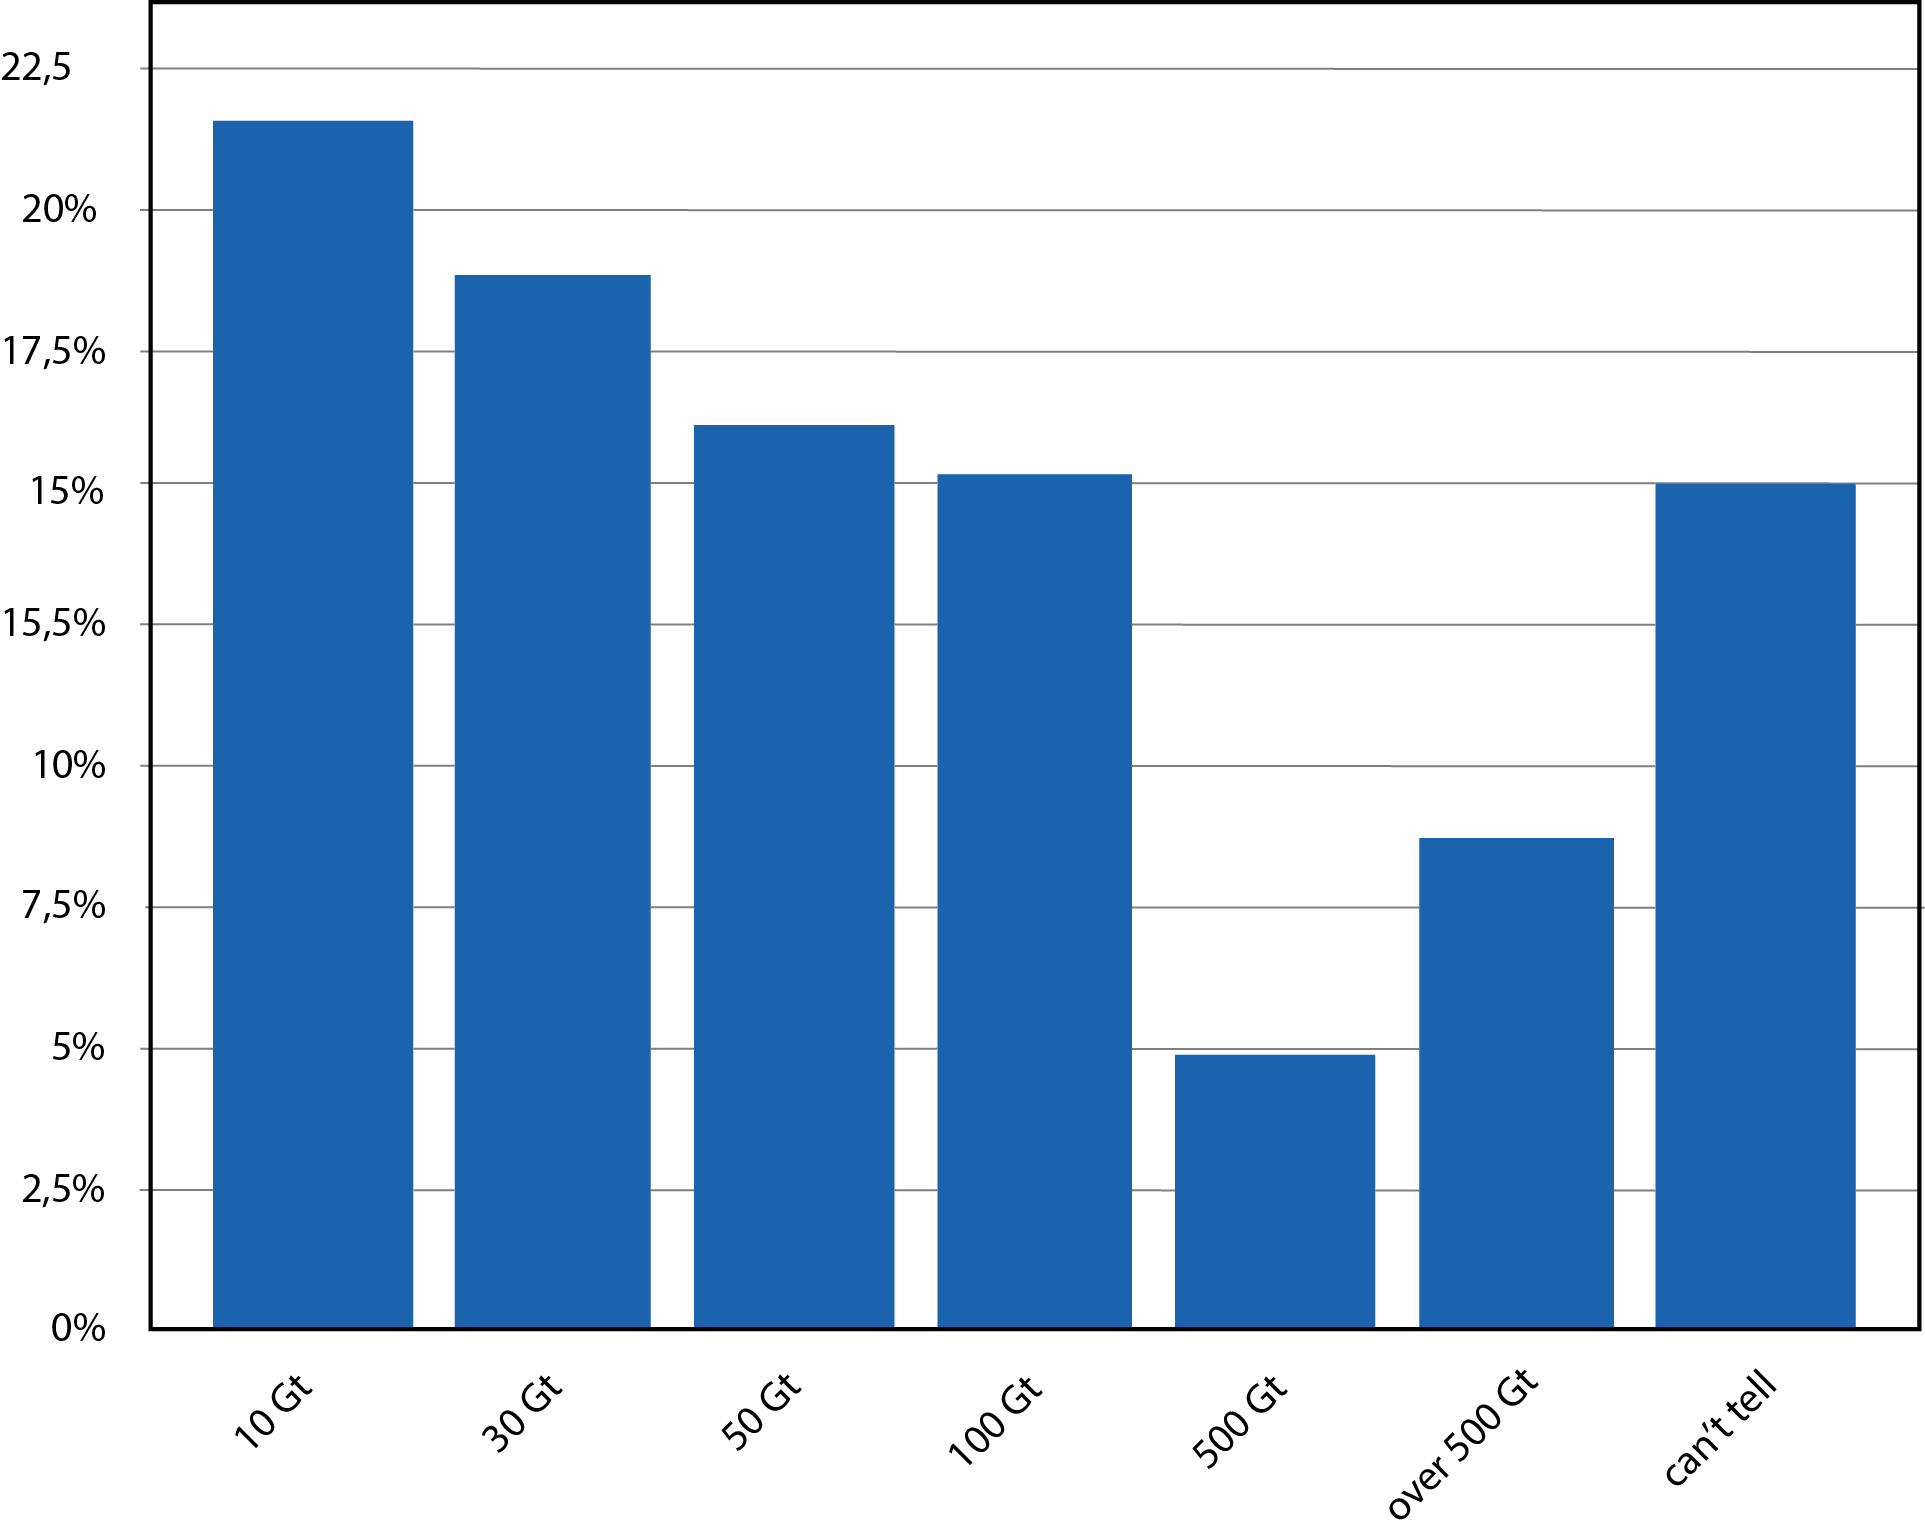 22,5
20%
17,5%
15%
15,5%
10%
7,5%
5%
2,5%
0%
10 Gt
30 Gt
50 Gt
100 Gt
500 Gt
over 500 Gt
can't tell